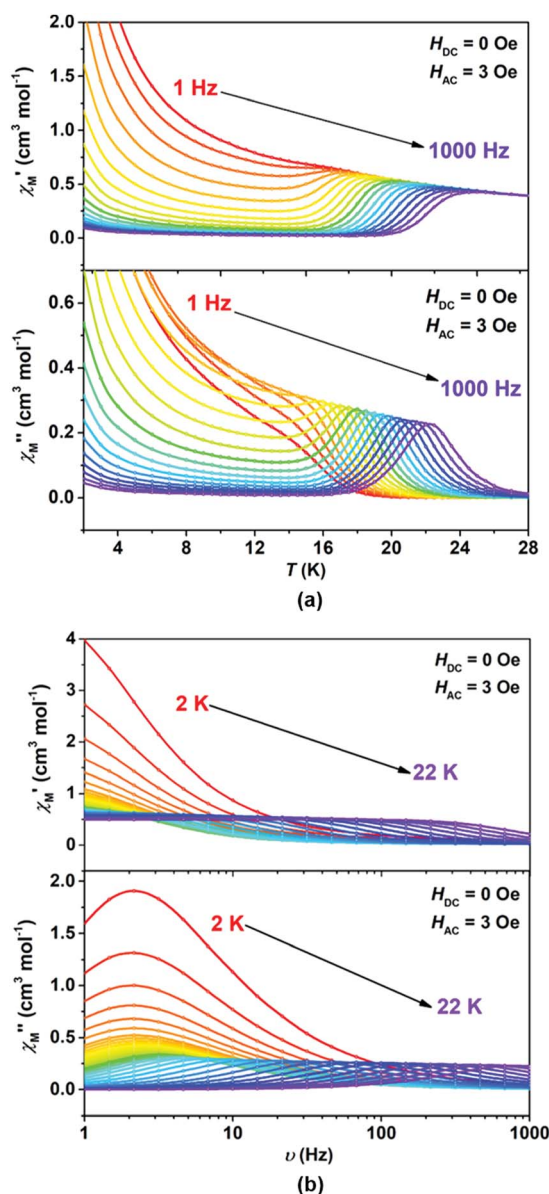 2.0
1.5
1.0
0.5
0.0
χM' (cm³ mol⁻¹)
HDC = 0 Oe
HAC = 3 Oe
1 Hz
1000 Hz
0.6
0.4
0.2
0.0
χM'' (cm³ mol⁻¹)
HDC = 0 Oe
HAC = 3 Oe
1 Hz
1000 Hz
4 8 12 16 20 24 28
T (K)
(a)
4
3
2
1
0
χM' (cm³ mol⁻¹)
HDC = 0 Oe
HAC = 3 Oe
2 K
22 K
2.0
1.5
1.0
0.5
0.0
χM'' (cm³ mol⁻¹)
HDC = 0 Oe
HAC = 3 Oe
2 K
22 K
1 10 100 1000
υ (Hz)
(b)